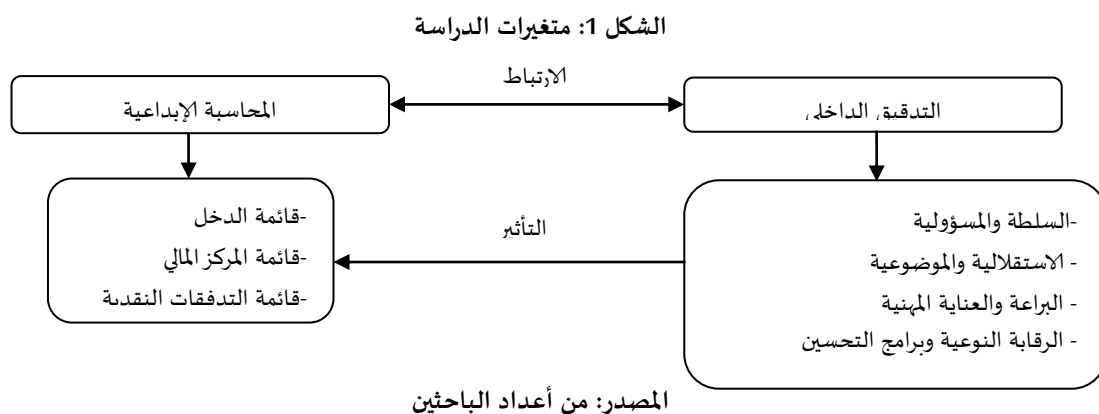 الشكل 1: متغيرات الدراسة
الارتباط
التدقيق الداخلي
المحاسبة الإبداعية
-السلطة والمسؤولية
- الاستقلالية والموضوعية
- البراعة والعناية المهنية
- الرقابة النوعية وبرامج التحسين
التأثير
-قائمة الدخل
-قائمة المركز المالي
-قائمة التدفقات النقدية
المصدر: من أعداد الباحثين